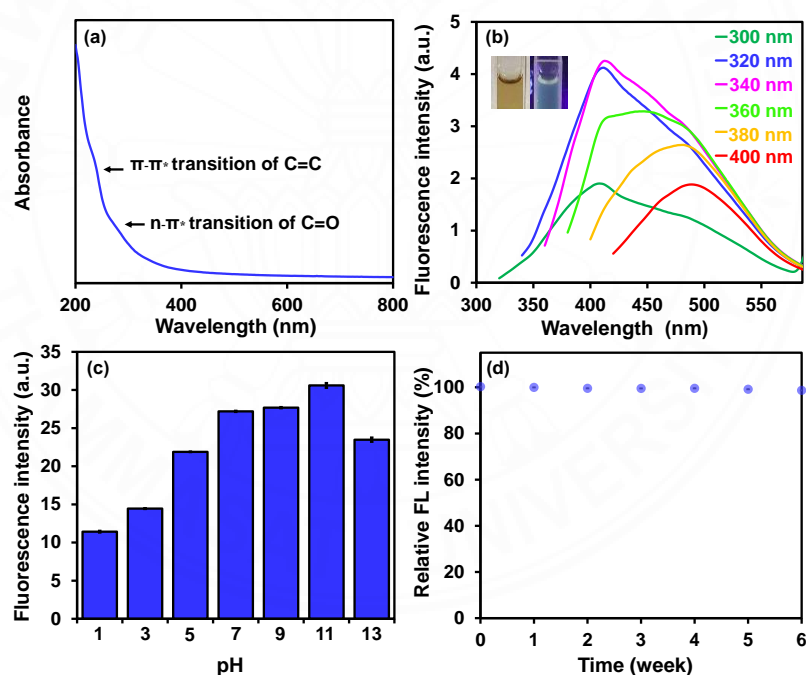 (a)
Absorbance
π-π* transition of C=C
n-π* transition of C=O
200
400
600
800
Wavelength (nm)
(b)
Fluorescence intensity (a.u.)
5
4
3
2
1
0
300 nm
320 nm
340 nm
360 nm
380 nm
400 nm
300
350
400
450
500
550
Wavelength (nm)
(c)
Fluorescence intensity (a.u.)
35
30
25
20
15
10
5
0
1
3
5
7
9
11
13
pH
(d)
Relative FL intensity (%)
100
80
60
40
20
0
0
1
2
3
4
5
6
Time (week)